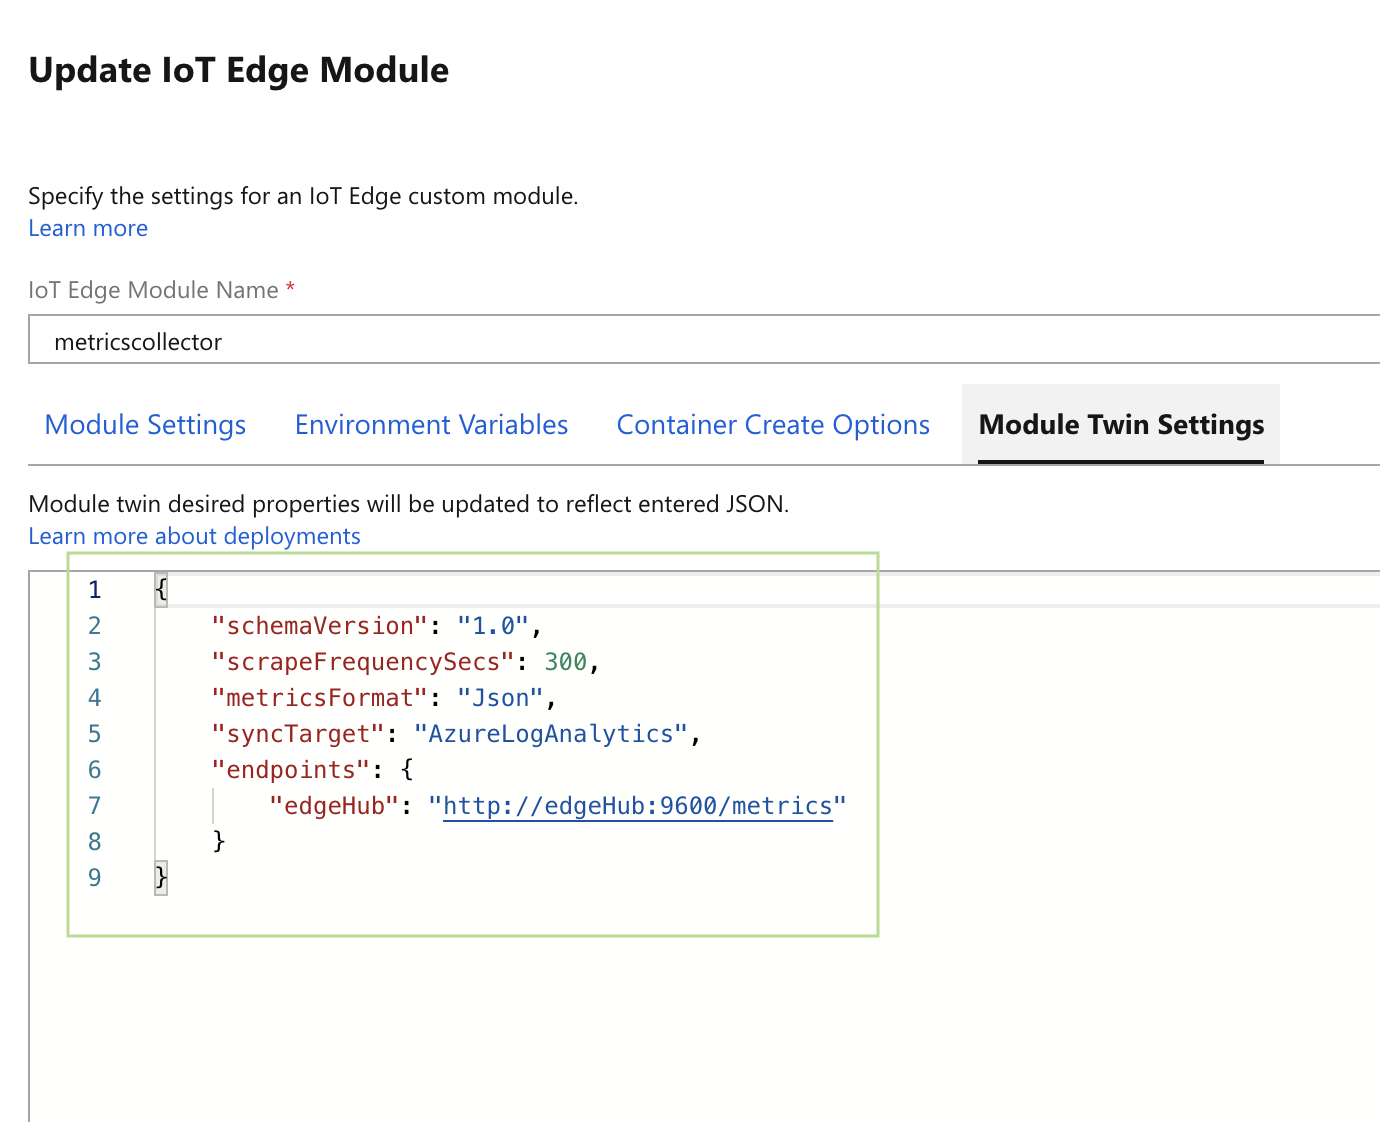 Update IoT Edge Module
Specify the settings for an IoT Edge custom module.
Learn more
IoT Edge Module Name *
metricscollector
Module Settings Environment Variables Container Create Options Module Twin Settings
Module twin desired properties will be updated to reflect entered JSON.
Learn more about deployments
1 {
2 "schemaVersion": "1.0",
3 "scrapeFrequencySecs": 300,
4 "metricsFormat": "Json",
5 "syncTarget": "AzureLogAnalytics",
6 "endpoints": {
7 "edgeHub": "http://edgeHub:9600/metrics"
8 }
9 }